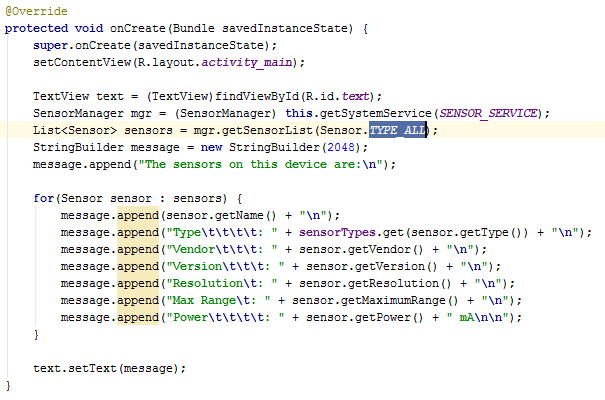 @Override
protected void onCreate(Bundle savedInstanceState) {
    super.onCreate(savedInstanceState);
    setContentView(R.layout.activity_main);

    TextView text = (TextView)findViewById(R.id.text);
    SensorManager mgr = (SensorManager) this.getSystemService(SENSOR_SERVICE);
    List<Sensor> sensors = mgr.getSensorList(Sensor.TYPE_ALL);
    StringBuilder message = new StringBuilder(2048);
    message.append("The sensors on this device are:\n");

    for(Sensor sensor : sensors) {
        message.append(sensor.getName() + "\n");
        message.append("Type\t\t\t\t: " + sensorTypes.get(sensor.getType()) + "\n");
        message.append("Vendor\t\t\t: " + sensor.getVendor() + "\n");
        message.append("Version\t\t\t: " + sensor.getVersion() + "\n");
        message.append("Resolution\t: " + sensor.getResolution() + "\n");
        message.append("Max Range\t: " + sensor.getMaximumRange() + "\n");
        message.append("Power\t\t\t\t: " + sensor.getPower() + " mA\n\n");
    }

    text.setText(message);
}